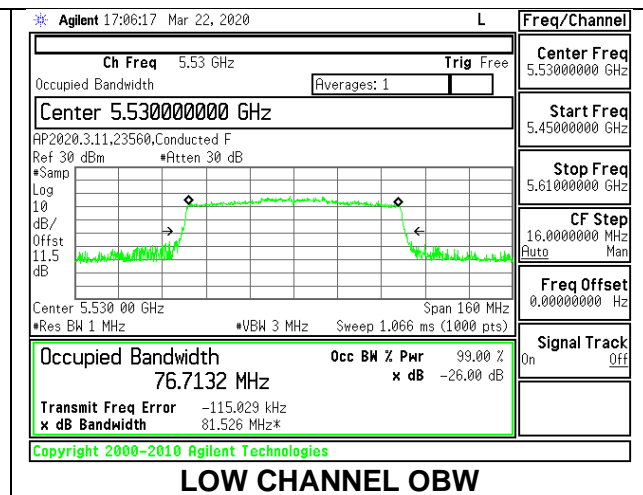 Agilent 17:06:17 Mar 22, 2020 L
Freq/Channel
Ch Freq 5.53 GHz Trig Free
Occupied Bandwidth Averages: 1
Center 5.530000000 GHz
AP2020.3.11,23560,Conducted F
Ref 30 dBm #Atten 30 dB
#Samp
Log
10
dB/
Offst
11.5
dB
Center 5.530 00 GHz Span 160 MHz
#Res BW 1 MHz #VBW 3 MHz Sweep 1.066 ms (1000 pts)
Occupied Bandwidth Occ BW % Pwr 99.00 %
76.7132 MHz x dB -26.00 dB
Transmit Freq Error -115.029 kHz
x dB Bandwidth 81.526 MHz*
Copyright 2000-2010 Agilent Technologies
Center Freq
5.53000000 GHz
Start Freq
5.45000000 GHz
Stop Freq
5.61000000 GHz
CF Step
16.0000000 MHz
Auto Man
Freq Offset
0.00000000 Hz
Signal Track
On Off
LOW CHANNEL OBW